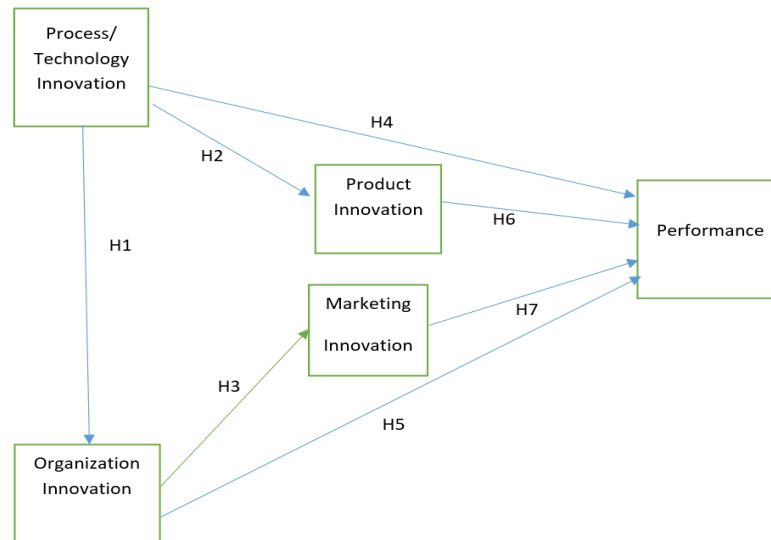 Process/
Technology
Innovation
H4
H2
Product
Innovation
H6
Performance
H1
Marketing
Innovation
H7
H3
H5
Organization
Innovation